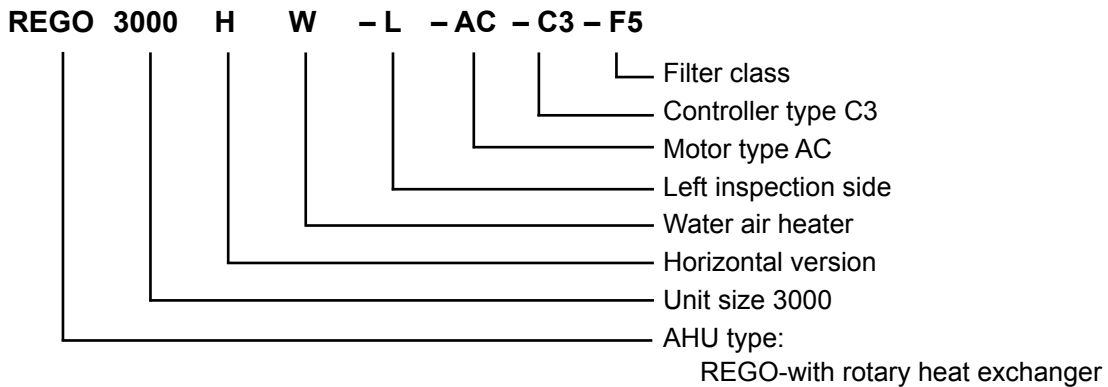 REGO 3000 H W – L – AC – C3 – F5
Filter class
Controller type C3
Motor type AC
Left inspection side
Water air heater
Horizontal version
Unit size 3000
AHU type:
REGO-with rotary heat exchanger